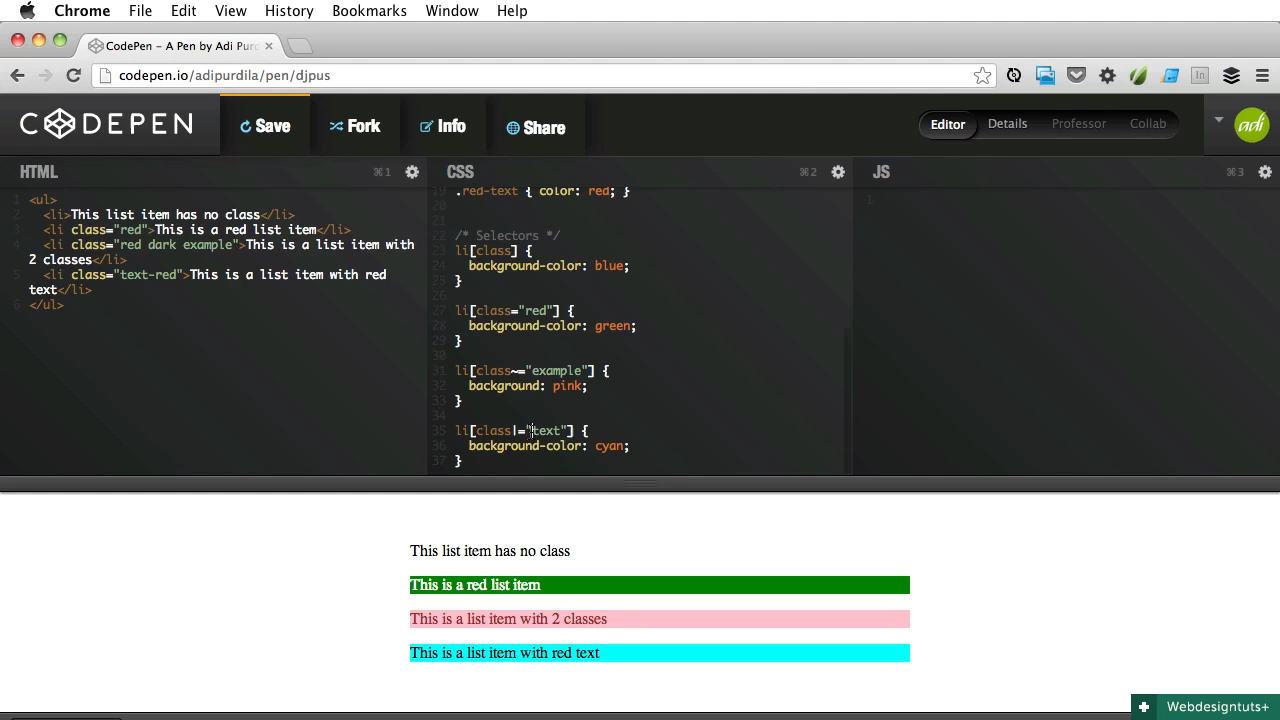 Chrome File Edit View History Bookmarks Window Help
CodePen - A Pen by Adi Purd
codepen.io/adipurdila/pen/djpus
CODEPEN Save Fork Info Share Editor Details Professor Collab adi
HTML ⌘1 CSS ⌘2 JS ⌘3
1 <ul>
2 <li>This list item has no class</li>
3 <li class="red">This is a red list item</li>
4 <li class="red dark example">This is a list item with
2 classes</li>
5 <li class="text-red">This is a list item with red
text</li>
6 </ul>
19 .red-text { color: red; }
20
21
22 /* Selectors */
23 li[class] {
24 background-color: blue;
25 }
26
27 li[class="red"] {
28 background-color: green;
29 }
30
31 li[class~="example"] {
32 background: pink;
33 }
34
35 li[class|="text"] {
36 background-color: cyan;
37 }
1
This list item has no class
This is a red list item
This is a list item with 2 classes
This is a list item with red text
Webdesigntuts+